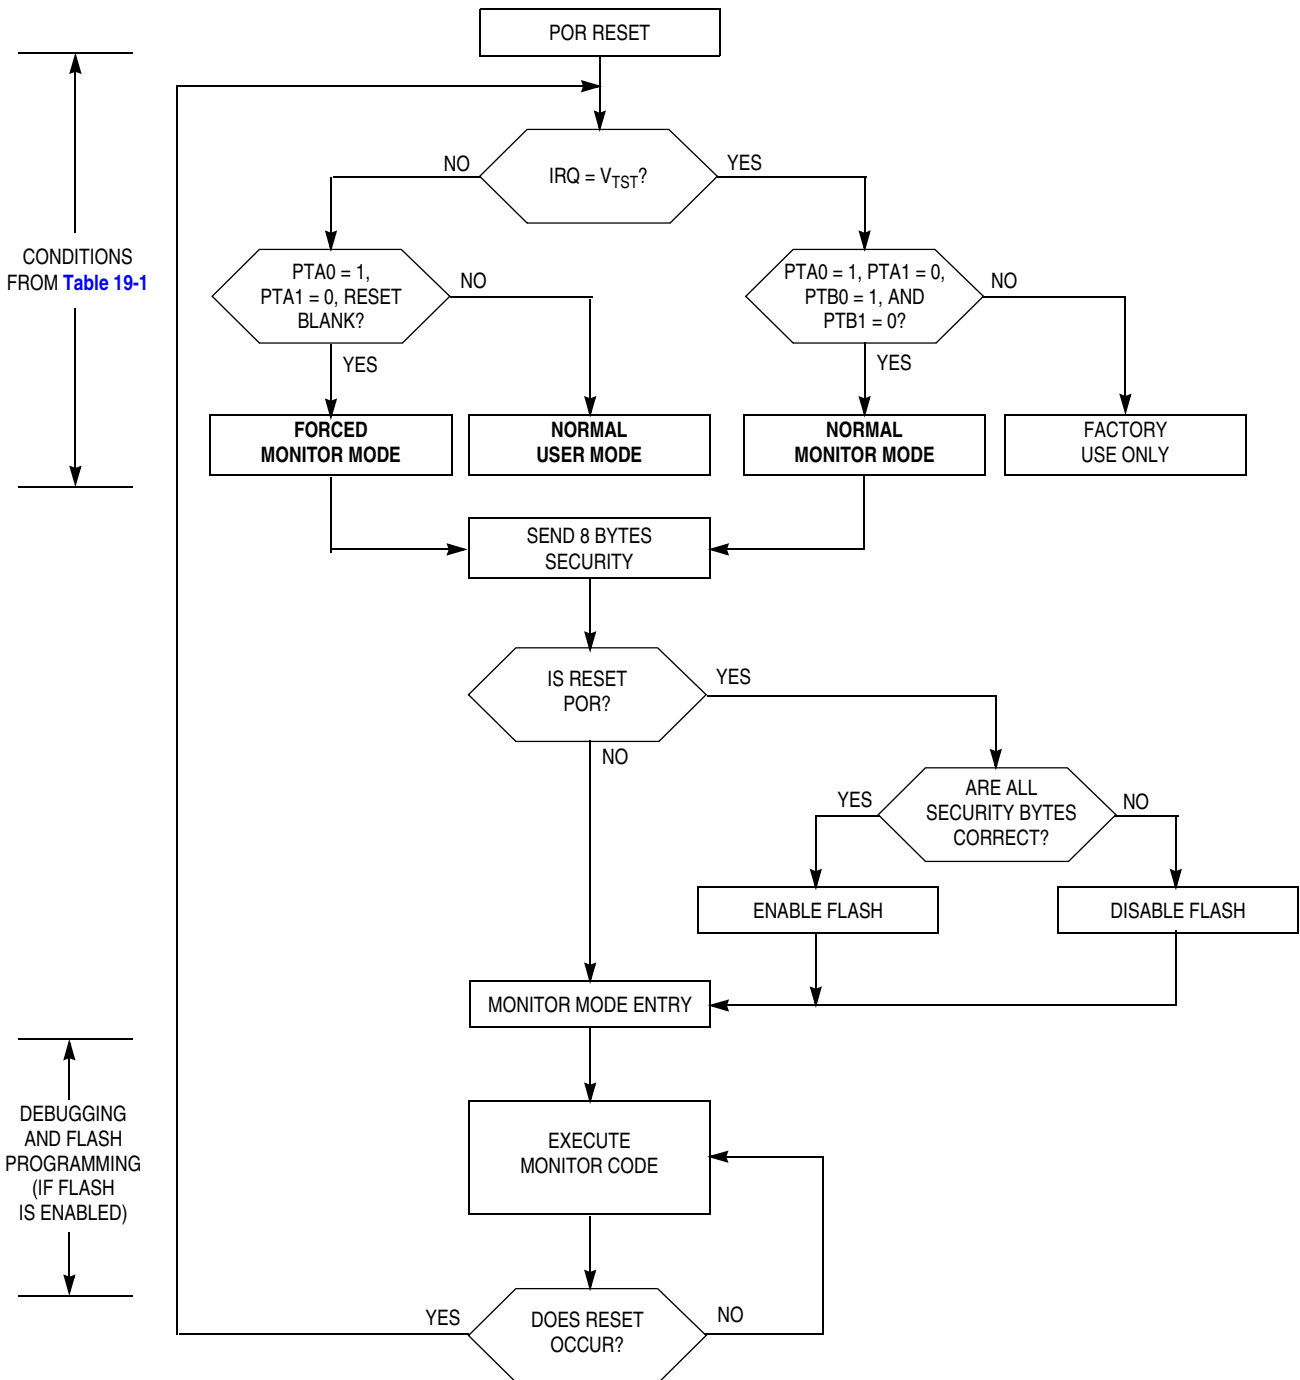 POR RESET
NO
YES
IRQ = VTST?
CONDITIONS
FROM Table 19-1
PTA0 = 1,
PTA1 = 0, RESET
BLANK?
NO
YES
PTA0 = 1, PTA1 = 0,
PTB0 = 1, AND
PTB1 = 0?
NO
YES
FORCED
MONITOR MODE
NORMAL
USER MODE
NORMAL
MONITOR MODE
FACTORY
USE ONLY
SEND 8 BYTES
SECURITY
IS RESET
POR?
YES
NO
ARE ALL
SECURITY BYTES
CORRECT?
YES
NO
ENABLE FLASH
DISABLE FLASH
MONITOR MODE ENTRY
DEBUGGING
AND FLASH
PROGRAMMING
(IF FLASH
IS ENABLED)
EXECUTE
MONITOR CODE
YES
DOES RESET
OCCUR?
NO